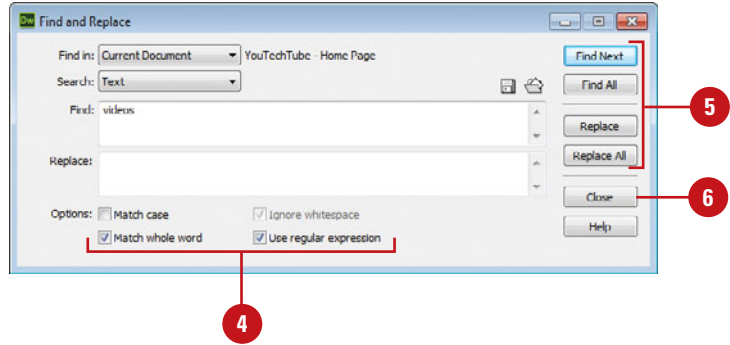 Dw Find and Replace
Find in: Current Document YouTechTube - Home Page Find Next
Search: Text Find All
Find: videos
5
Replace
Replace: Replace All
Close 6
Options: Match case Ignore whitespace
Help
Match whole word Use regular expression
4